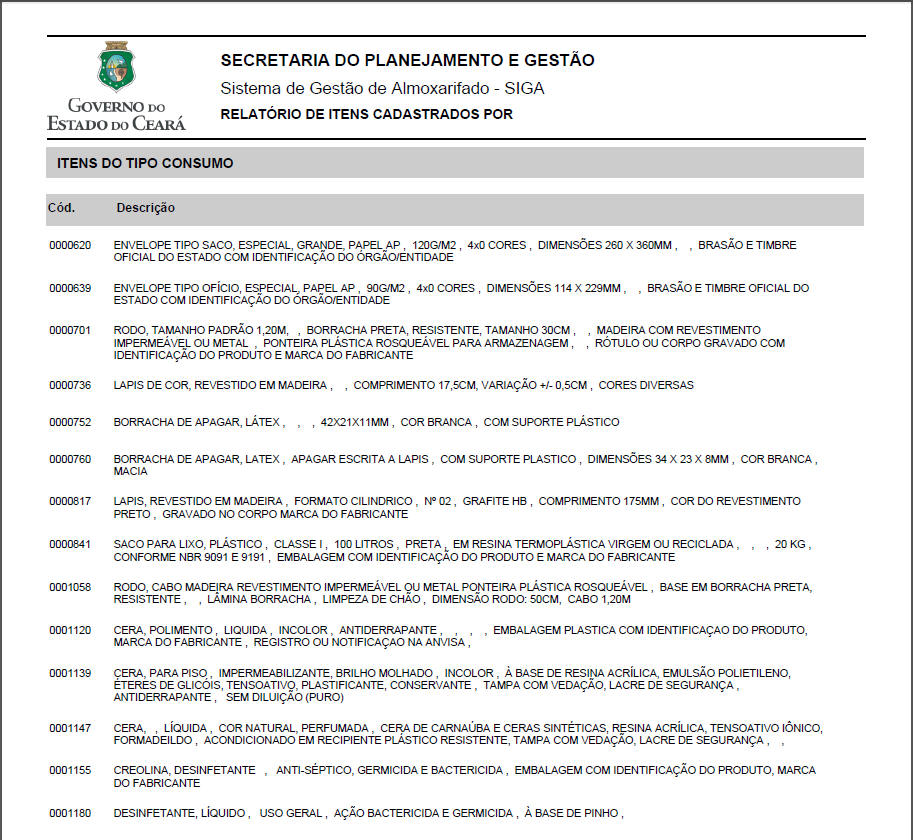 GOVERNO DO
ESTADO DO CEARÁ
SECRETARIA DO PLANEJAMENTO E GESTÃO
Sistema de Gestão de Almoxarifado - SIGA
RELATÓRIO DE ITENS CADASTRADOS POR
ITENS DO TIPO CONSUMO
Cód. Descrição
0000620 ENVELOPE TIPO SACO, ESPECIAL, GRANDE, PAPEL AP , 120G/M2 , 4x0 CORES , DIMENSÕES 260 X 360MM , , BRASÃO E TIMBRE
OFICIAL DO ESTADO COM IDENTIFICAÇÃO DO ÓRGÃO/ENTIDADE
0000639 ENVELOPE TIPO OFÍCIO, ESPECIAL, PAPEL AP , 90G/M2 , 4x0 CORES , DIMENSÕES 114 X 229MM , , BRASÃO E TIMBRE OFICIAL DO
ESTADO COM IDENTIFICAÇÃO DO ÓRGÃO/ENTIDADE
0000701 RODO, TAMANHO PADRÃO 1,20M, , BORRACHA PRETA, RESISTENTE, TAMANHO 30CM , , MADEIRA COM REVESTIMENTO
IMPERMEÁVEL OU METAL , PONTEIRA PLÁSTICA ROSQUEÁVEL PARA ARMAZENAGEM , , RÓTULO OU CORPO GRAVADO COM
IDENTIFICAÇÃO DO PRODUTO E MARCA DO FABRICANTE
0000736 LAPIS DE COR, REVESTIDO EM MADEIRA , , COMPRIMENTO 17,5CM, VARIAÇÃO +/- 0,5CM , CORES DIVERSAS
0000752 BORRACHA DE APAGAR, LÁTEX , , , 42X21X11MM , COR BRANCA , COM SUPORTE PLÁSTICO
0000760 BORRACHA DE APAGAR, LATEX , APAGAR ESCRITA A LAPIS , COM SUPORTE PLASTICO , DIMENSÕES 34 X 23 X 8MM , COR BRANCA ,
MACIA
0000817 LAPIS, REVESTIDO EM MADEIRA , FORMATO CILINDRICO , Nº 02 , GRAFITE HB , COMPRIMENTO 175MM , COR DO REVESTIMENTO
PRETO , GRAVADO NO CORPO MARCA DO FABRICANTE
0000841 SACO PARA LIXO, PLÁSTICO , CLASSE I , 100 LITROS , PRETA , EM RESINA TERMOPLÁSTICA VIRGEM OU RECICLADA , , , 20 KG ,
CONFORME NBR 9091 E 9191 , EMBALAGEM COM IDENTIFICAÇÃO DO PRODUTO E MARCA DO FABRICANTE
0001058 RODO, CABO MADEIRA REVESTIMENTO IMPERMEÁVEL OU METAL PONTEIRA PLÁSTICA ROSQUEÁVEL , BASE EM BORRACHA PRETA,
RESISTENTE , , LÂMINA BORRACHA , LIMPEZA DE CHÃO , DIMENSÃO RODO: 50CM, CABO 1,20M
0001120 CERA, POLIMENTO , LIQUIDA , INCOLOR , ANTIDERRAPANTE , , , , EMBALAGEM PLASTICA COM IDENTIFICAÇAO DO PRODUTO,
MARCA DO FABRICANTE , REGISTRO OU NOTIFICAÇAO NA ANVISA ,
0001139 CERA, PARA PISO , IMPERMEABILIZANTE, BRILHO MOLHADO , INCOLOR , À BASE DE RESINA ACRÍLICA, EMULSÃO POLIETILENO,
ÉTERES DE GLICÓIS, TENSOATIVO, PLASTIFICANTE, CONSERVANTE , TAMPA COM VEDAÇÃO, LACRE DE SEGURANÇA ,
ANTIDERRAPANTE , SEM DILUIÇÃO (PURO)
0001147 CERA, , LÍQUIDA , COR NATURAL, PERFUMADA , CERA DE CARNAÚBA E CERAS SINTÉTICAS, RESINA ACRÍLICA, TENSOATIVO IÔNICO,
FORMADEILDO , ACONDICIONADO EM RECIPIENTE PLÁSTICO RESISTENTE, TAMPA COM VEDAÇÃO, LACRE DE SEGURANÇA , ,
0001155 CREOLINA, DESINFETANTE , ANTI-SÉPTICO, GERMICIDA E BACTERICIDA , EMBALAGEM COM IDENTIFICAÇÃO DO PRODUTO, MARCA
DO FABRICANTE
0001180 DESINFETANTE, LÍQUIDO , USO GERAL , AÇÃO BACTERICIDA E GERMICIDA , À BASE DE PINHO ,